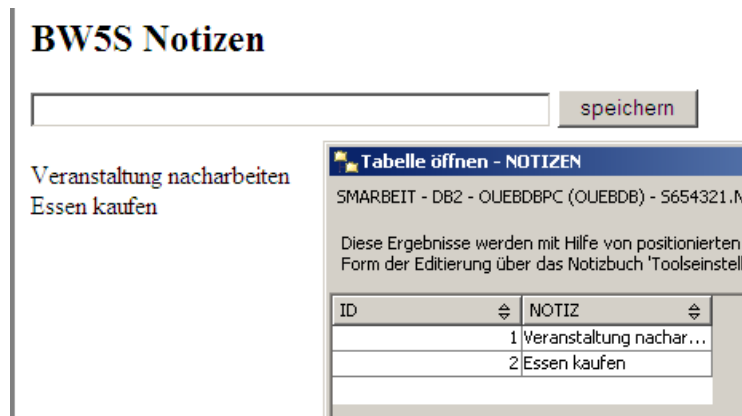 BW5S Notizen
speichern
Veranstaltung nacharbeiten
Essen kaufen
Tabelle öffnen - NOTIZEN
SMARBEIT - DB2 - OUEBDBPC (OUEBDB) - S654321.N
Diese Ergebnisse werden mit Hilfe von positionierten
Form der Editierung über das Notizbuch 'Toolseinstell
ID NOTIZ
1 Veranstaltung nachar...
2 Essen kaufen